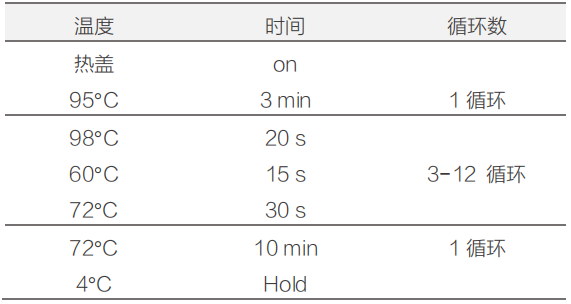 温度 时间 循环数
热盖 on
95°C 3 min 1 循环
98°C 20 s
60°C 15 s 3-12 循环
72°C 30 s
72°C 10 min 1 循环
4°C Hold